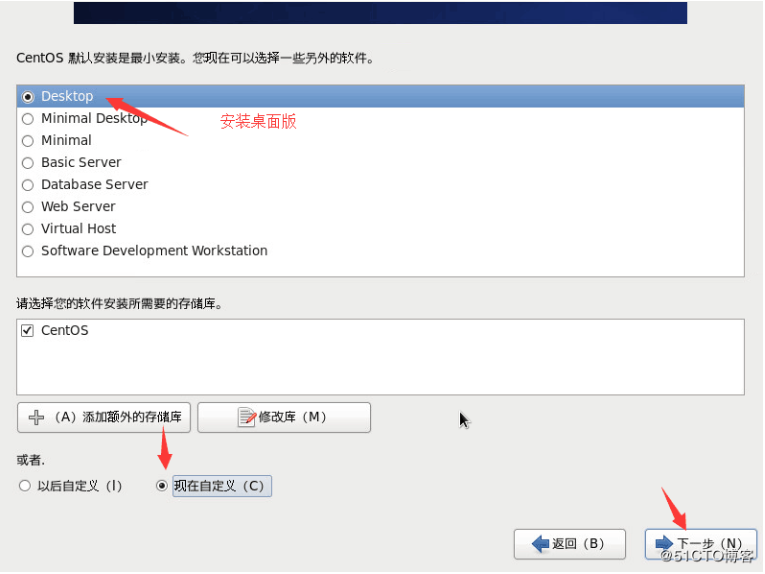 CentOS 默认安装是最小安装。您现在可以选择一些另外的软件。
Desktop
Minimal Desktop
安装桌面版
Minimal
Basic Server
Database Server
Web Server
Virtual Host
Software Development Workstation
请选择您的软件安装所需要的存储库。
CentOS
（A）添加额外的存储库
修改库（M）
或者.
以后自定义（l）
现在自定义（C）
返回（B）
下一步（N）
@51CTO博客